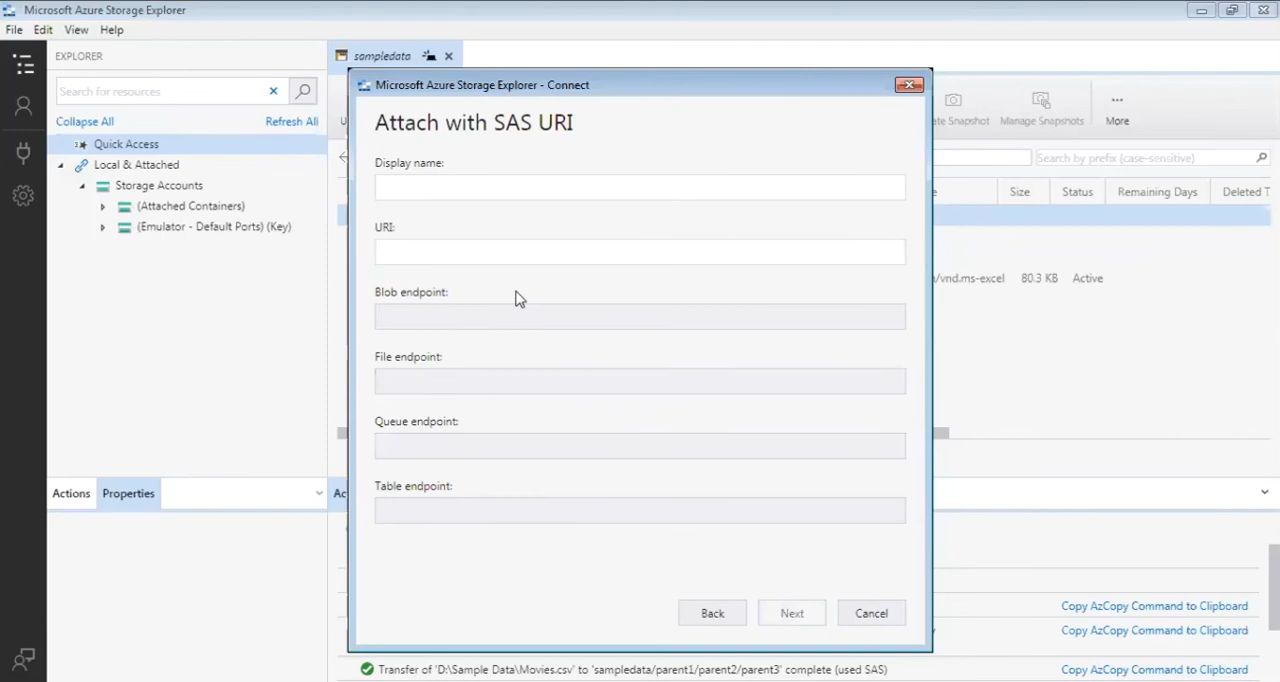 Microsoft Azure Storage Explorer
File Edit View Help
EXPLORER
Search for resources
Collapse All Refresh All
Quick Access
Local & Attached
Storage Accounts
(Attached Containers)
(Emulator - Default Ports) (Key)
Actions Properties
sampledata
Microsoft Azure Storage Explorer - Connect
Attach with SAS URI
Display name:
URI:
Blob endpoint:
File endpoint:
Queue endpoint:
Table endpoint:
Back Next Cancel
Snapshot Manage Snapshots More
Search by prefix (case-sensitive)
Size Status Remaining Days Deleted T
/vnd.ms-excel 80.3 KB Active
Copy AzCopy Command to Clipboard
Copy AzCopy Command to Clipboard
Transfer of 'D:\Sample Data\Movies.csv' to 'sampledata/parent1/parent2/parent3' complete (used SAS) Copy AzCopy Command to Clipboard